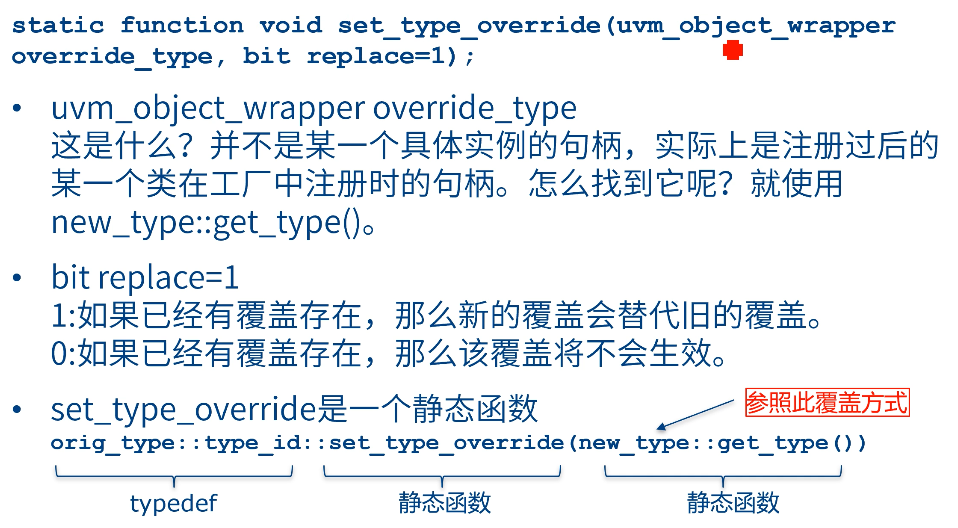 static function void set_type_override(uvm_object_wrapper
override_type, bit replace=1);
• uvm_object_wrapper override_type
这是什么？并不是某一个具体实例的句柄，实际上是注册过后的
某一个类在工厂中注册时的句柄。怎么找到它呢？就使用
new_type::get_type()。
• bit replace=1
1:如果已经有覆盖存在，那么新的覆盖会替代旧的覆盖。
0:如果已经有覆盖存在，那么该覆盖将不会生效。
• set_type_override是一个静态函数
参照此覆盖方式
orig_type::type_id::set_type_override(new_type::get_type())
typedef 静态函数 静态函数